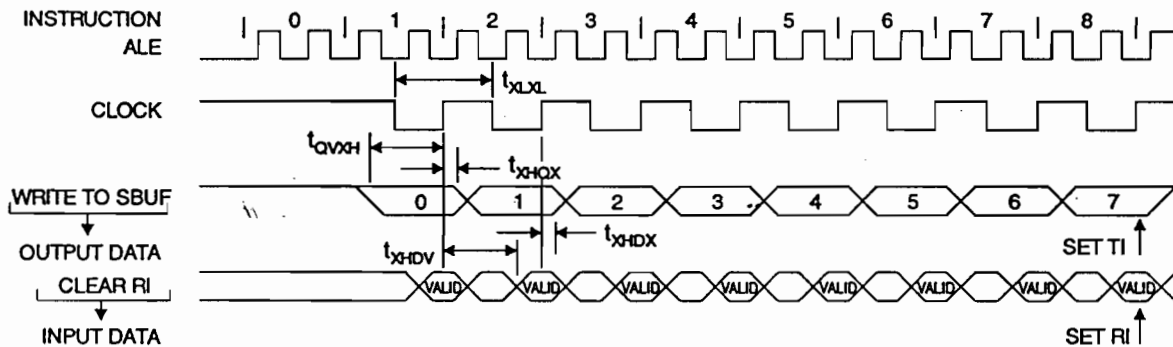 INSTRUCTION 0 1 2 3 4 5 6 7 8
ALE
tXLXL
CLOCK
tQVXH
tXHQX
WRITE TO SBUF 0 1 2 3 4 5 6 7
OUTPUT DATA tXHDV tXHDX SET TI
CLEAR RI VALID VALID VALID VALID VALID VALID VALID VALID
INPUT DATA SET RI